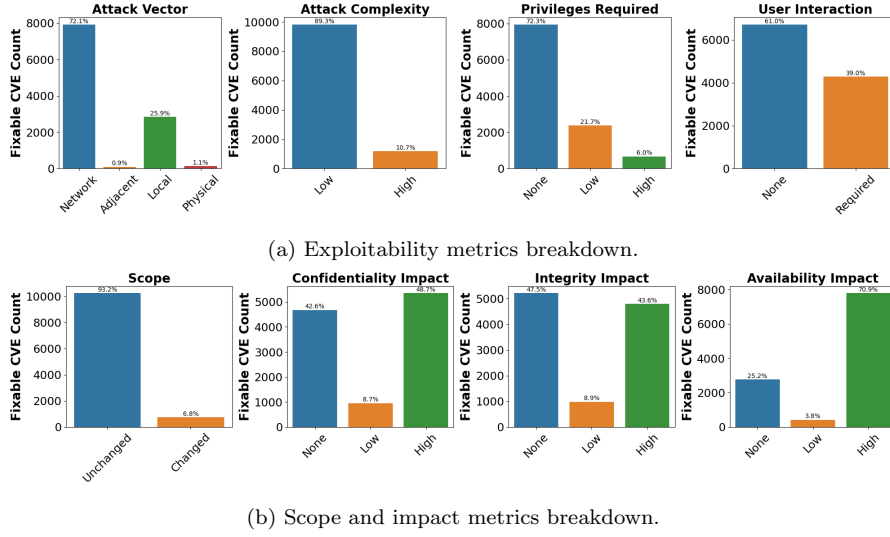 Attack Vector
Fixable CVE Count
8000
6000
4000
2000
0
72.1%
0.9%
25.9%
1.1%
Network
Adjacent
Local
Physical
Attack Complexity
Fixable CVE Count
10000
8000
6000
4000
2000
0
89.3%
10.7%
Low
High
Privileges Required
Fixable CVE Count
8000
6000
4000
2000
0
72.3%
21.7%
6.0%
None
Low
High
User Interaction
Fixable CVE Count
6000
4000
2000
0
61.0%
39.0%
None
Required
(a) Exploitability metrics breakdown.
Scope
Fixable CVE Count
10000
8000
6000
4000
2000
0
93.2%
6.8%
Unchanged
Changed
Confidentiality Impact
Fixable CVE Count
5000
4000
3000
2000
1000
0
42.6%
8.7%
48.7%
None
Low
High
Integrity Impact
Fixable CVE Count
5000
4000
3000
2000
1000
0
47.5%
8.9%
43.6%
None
Low
High
Availability Impact
Fixable CVE Count
8000
6000
4000
2000
0
25.2%
3.8%
70.9%
None
Low
High
(b) Scope and impact metrics breakdown.